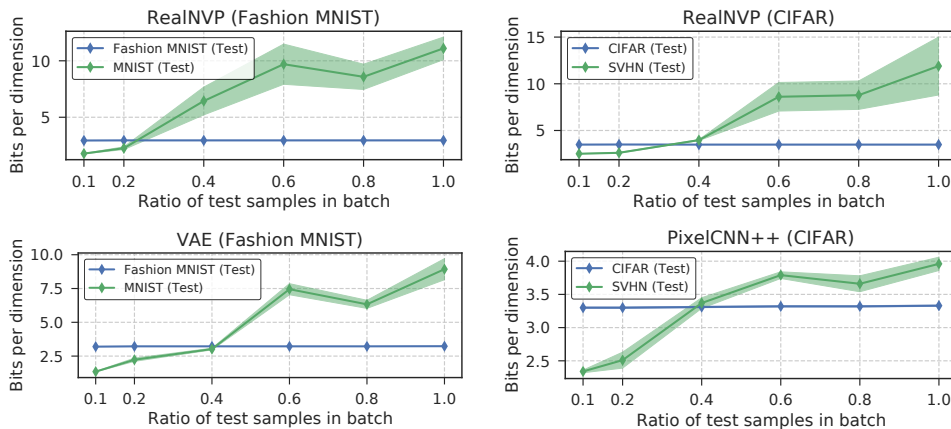 RealNVP (Fashion MNIST)
Bits per dimension
10
5
Fashion MNIST (Test)
MNIST (Test)
0.1 0.2 0.4 0.6 0.8 1.0
Ratio of test samples in batch
RealNVP (CIFAR)
Bits per dimension
15
10
5
CIFAR (Test)
SVHN (Test)
0.1 0.2 0.4 0.6 0.8 1.0
Ratio of test samples in batch
VAE (Fashion MNIST)
Bits per dimension
10.0
7.5
5.0
2.5
Fashion MNIST (Test)
MNIST (Test)
0.1 0.2 0.4 0.6 0.8 1.0
Ratio of test samples in batch
PixelCNN++ (CIFAR)
Bits per dimension
4.0
3.5
3.0
2.5
CIFAR (Test)
SVHN (Test)
0.1 0.2 0.4 0.6 0.8 1.0
Ratio of test samples in batch